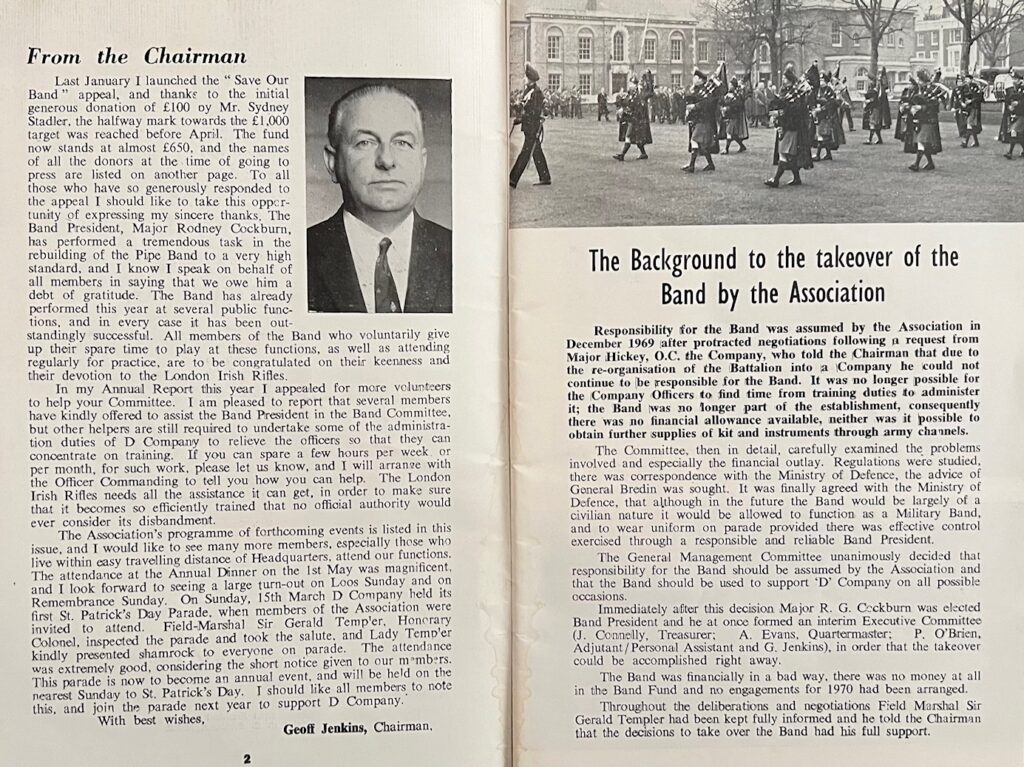 From the Chairman
Last January I launched the " Save Our
Band " appeal, and thanks to the initial
generous donation of £100 oy Mr. Sydney
Stadler, the halfway mark towards the £1,000
target was reached before April. The fund
now stands at almost £650, and the names
of all the donors at the time of going to
press are listed on another page. To all
those who have so generously responded to
the appeal I should like to take this oppcr-
tunity of expressing my sincere thanks. The
Band President, Major Rodney Cockburn,
has performed a tremendous task in the
rebuilding of the Pipe Band to a very high
standard, and I know I speak on behalf of
all members in saying that we owe him a
debt of gratitude. The Band has already
performed this year at several public func-
tions, and in every case it has been out-
standingly successful. All members of the Band who voluntarily give
up their spare time to play at these functions, as well as attending
regularly for practice, are to be congratulated on their keenness and
their devotion to the London Irish Rifles.
In my Annual Report this year I appealed for more volunteers
to help your Committee. I am pleased to report that several members
have kindly offered to assist the Band President in the Band Committee,
but other helpers are still required to undertake some of the administra-
tion duties of D Company to relieve the officers so that they can
concentrate on training. If you can spare a few hours per week, or
per month, for such work, please let us know, and I will arrange with
the Officer Commanding to tell you how you can help. The London
Irish Rifles needs all the assistance it can get, in order to make sure
that it becomes so efficiently trained that no official authority would
ever consider its disbandment.
The Association's programme of forthcoming events is listed in this
issue, and I would like to see many more members, especially those who
live within easy travelling distance of Headquarters, attend our functions.
The attendance at the Annual Dinner on the 1st May was magnificent,
and I look forward to seeing a large turn-out on Loos Sunday and on
Remembrance Sunday. On Sunday, 15th March D Company held its
first St. Patrick's Day Parade, when members of the Association were
invited to attend. Field-Marshal Sir Gerald Temp'er, Honorary
Colonel, inspected the parade and took the salute, and Lady Temp'er
kindly presented shamrock to everyone on parade. The attendance
was extremely good, considering the short notice given to our m-mbers.
This parade is now to become an annual event, and will be held on the
nearest Sunday to St. Patrick's Day. I should like all members to note
this, and join the parade next year to support D Company.
With best wishes,
Geoff Jenkins, Chairman.
2
The Background to the takeover of the
Band by the Association
Responsibility for the Band was assumed by the Association in
December 1969 after protracted negotiations following a request from
Major Hickey, O.C. the Company, who told the Chairman that due to
the re-organisation of the Battalion into a Company he could not
continue to be responsible for the Band. It was no longer possible for
the Company Officers to find time from training duties to administer
it; the Band was no longer part of the establishment, consequently
there was no financial allowance available, neither was it possible to
obtain further supplies of kit and instruments through army channels.
The Committee, then in detail, carefully examined the problems
involved and especially the financial outlay. Regulations were studied,
there was correspondence with the Ministry of Defence, the advice of
General Bredin was sought. It was finally agreed with the Ministry of
Defence, that although in the future the Band would be largely of a
civilian nature it would be allowed to function as a Military Band,
and to wear uniform on parade provided there was effective control
exercised through a responsible and reliable Band President.
The General Management Committee unanimously decided that
responsibility for the Band should be assumed by the Association and
that the Band should be used to support 'D' Company on all possible
occasions.
Immediately after this decision Major R. G. Cockburn was elected
Band President and he at once formed an interim Executive Committee
(J. Connelly, Treasurer; A. Evans, Quartermaster; P. O'Brien,
Adjutant/Personal Assistant and G. Jenkins), in order that the takeover
could be accomplished right away.
The Band was financially in a bad way, there was no money at all
in the Band Fund and no engagements for 1970 had been arranged.
Throughout the deliberations and negotiations Field Marshal Sir
Gerald Templer had been kept fully informed and he told the Chairman
that the decisions to take over the Band had his full support.